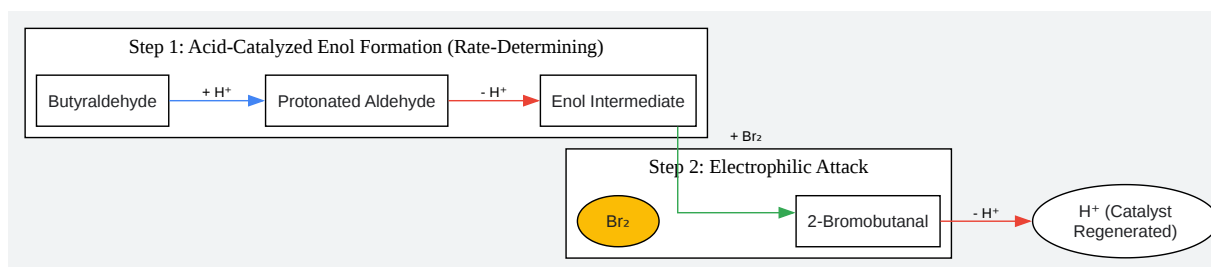 Step 1: Acid-Catalyzed Enol Formation (Rate-Determining)
Butyraldehyde
+ H⁺
Protonated Aldehyde
- H⁺
Enol Intermediate
+ Br₂
Step 2: Electrophilic Attack
Br₂
2-Bromobutanal
- H⁺
H⁺ (Catalyst
Regenerated)